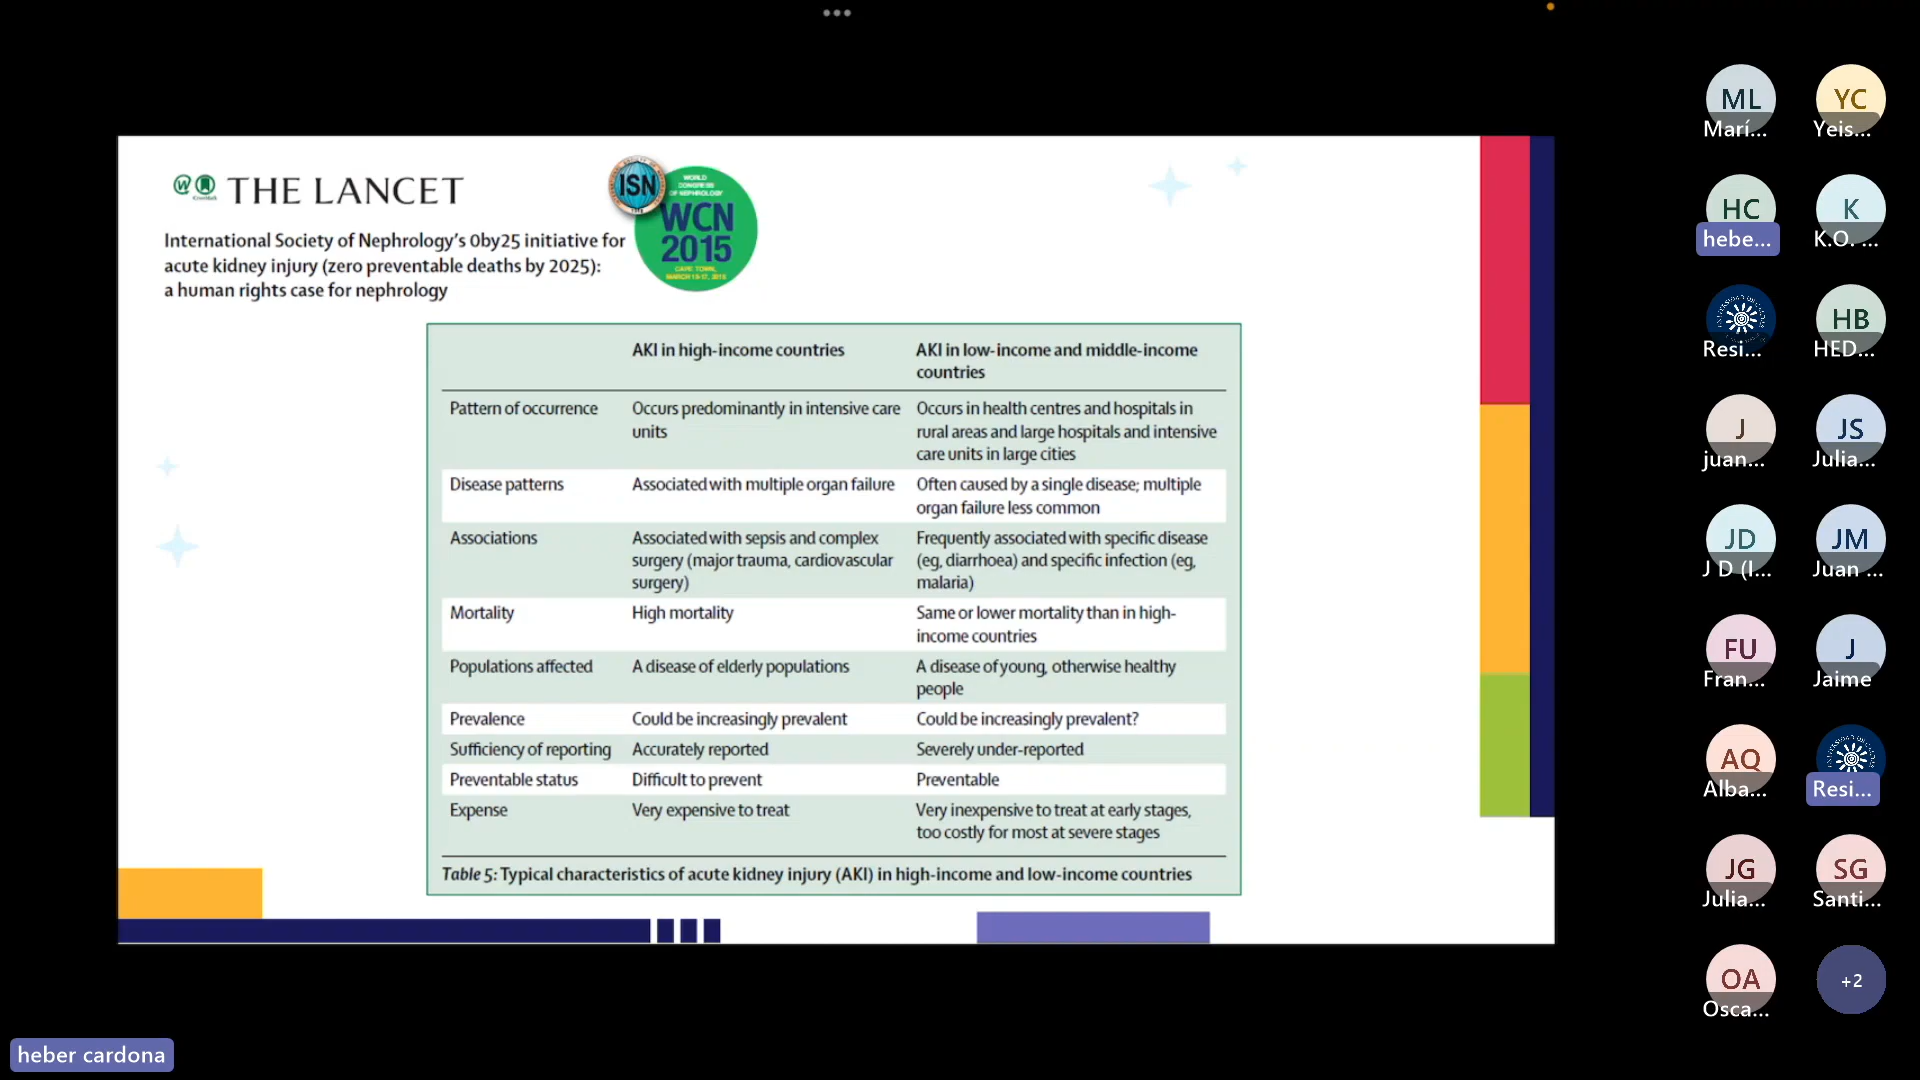 THE LANCET
International Society of Nephrology's 0by25 initiative for
acute kidney injury (zero preventable deaths by 2025):
a human rights case for nephrology
ISN
WORLD
CONGRESS
OF NEPHROLOGY
WCN
2015
CAPE TOWN,
MARCH 13-17, 2015
AKI in high-income countries
AKI in low-income and middle-income
countries
Pattern of occurrence
Occurs predominantly in intensive care
units
Occurs in health centres and hospitals in
rural areas and large hospitals and intensive
care units in large cities
Disease patterns
Associated with multiple organ failure
Often caused by a single disease; multiple
organ failure less common
Associations
Associated with sepsis and complex
surgery (major trauma, cardiovascular
surgery)
Frequently associated with specific disease
(eg, diarrhoea) and specific infection (eg,
malaria)
Mortality
High mortality
Same or lower mortality than in high-
income countries
Populations affected
A disease of elderly populations
A disease of young, otherwise healthy
people
Prevalence
Could be increasingly prevalent
Could be increasingly prevalent?
Sufficiency of reporting
Accurately reported
Severely under-reported
Preventable status
Difficult to prevent
Preventable
Expense
Very expensive to treat
Very inexpensive to treat at early stages,
too costly for most at severe stages
Table 5: Typical characteristics of acute kidney injury (AKI) in high-income and low-income countries
ML
Marí...
YC
Yeis...
HC
hebe...
K
K.O. ...
Resi...
HB
HED...
J
juan...
JS
Julia...
JD
J D (I...
JM
Juan ...
FU
Fran...
J
Jaime
AQ
Alba...
Resi...
JG
Julia...
SG
Santi...
OA
Osca...
+2
heber cardona